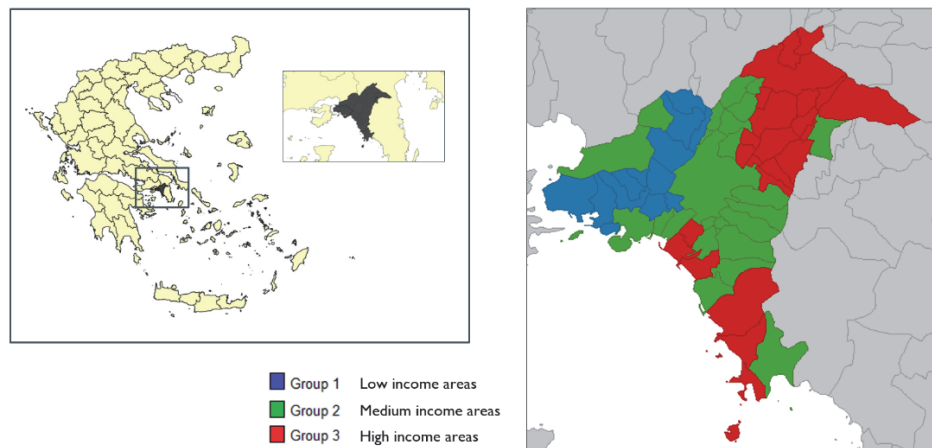 Group 1 Low income areas
Group 2 Medium income areas
Group 3 High income areas